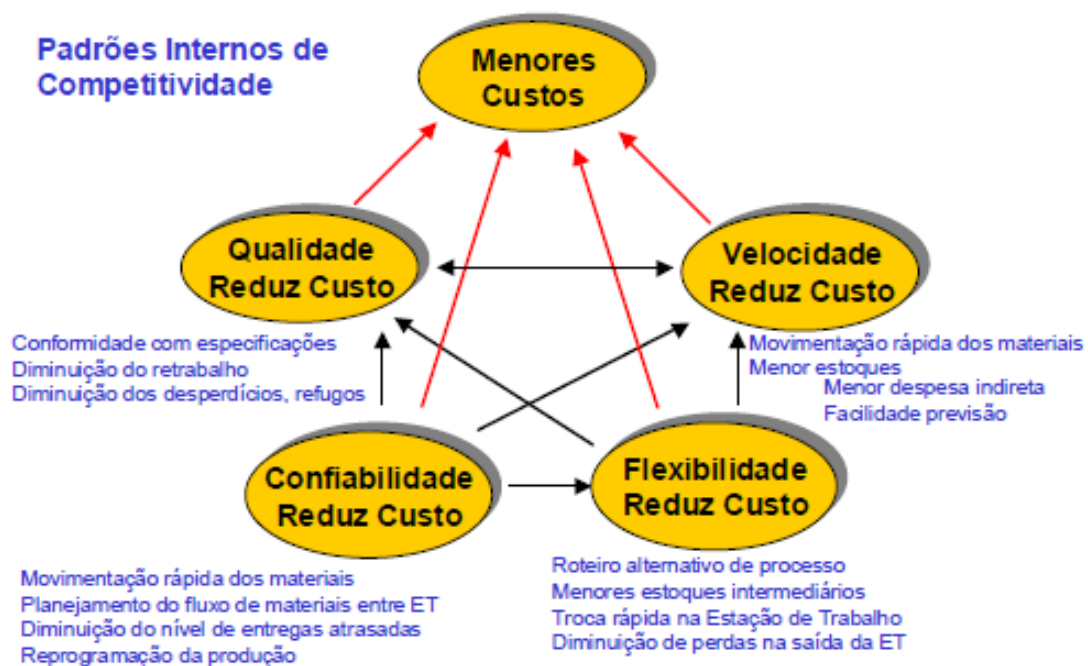 Padrões Internos de
Competitividade
Menores
Custos
Qualidade
Reduz Custo
Velocidade
Reduz Custo
Conformidade com especificações
Diminuição do retrabalho
Diminuição dos desperdícios, refugos
Movimentação rápida dos materiais
Menor estoques
Menor despesa indireta
Facilidade previsão
Confiabilidade
Reduz Custo
Flexibilidade
Reduz Custo
Movimentação rápida dos materiais
Planejamento do fluxo de materiais entre ET
Diminuição do nível de entregas atrasadas
Reprogramação da produção
Roteiro alternativo de processo
Menores estoques intermediários
Troca rápida na Estação de Trabalho
Diminuição de perdas na saída da ET